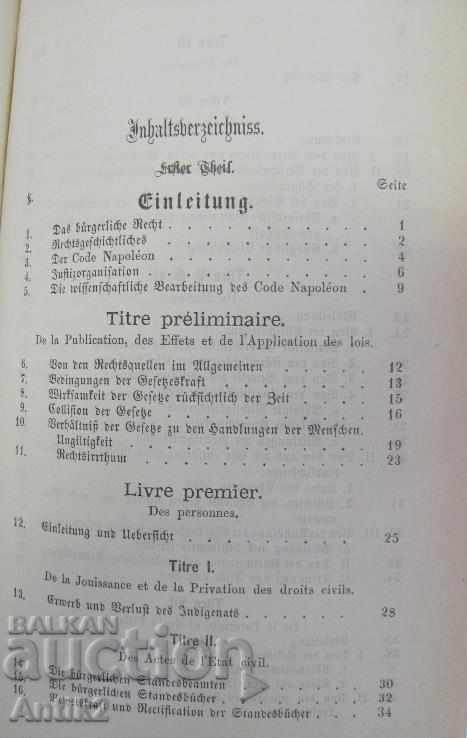 Inhaltsverzeichniss.
Erster Theil.
§. Seite
Einleitung.
1. Das bürgerliche Recht . . . . . . . . . 1
2. Rechtsgeschichtliches . . . . . . . . . 2
3. Der Code Napoléon . . . . . . . . . 4
4. Justizorganisation . . . . . . . . . 6
5. Die wissenschaftliche Bearbeitung des Code Napoléon . . . 9
Titre préliminaire.
De la Publication, des Effets et de l'Application des lois.
6. Von den Rechtsquellen im Allgemeinen . . . . . 12
7. Bedingungen der Gesetzeskraft . . . . . . 13
8. Wirksamkeit der Gesetze rücksichtlich der Zeit . . . . 15
9. Collision der Gesetze . . . . . . . . 16
10. Verhältniß der Gesetze zu den Handlungen der Menschen.
Ungiltigkeit . . . . . . . . . 19
11. Rechtsirrthum . . . . . . . . . 23
Livre premier.
Des personnes.
12. Einleitung und Uebersicht . . . . . . . 25
Titre I.
De la Jouissance et de la Privation des droits civils.
13. Erwerb und Verlust des Indigenats . . . . . . 28
Titre II.
Des Actes de l'Etat civil.
14. Die bürgerlichen Standesbeamten . . . . . . 30
15. Die bürgerlichen Standesbücher . . . . . . 32
16. Beweiskraft und Rectification der Standesbücher . . . . 34
BALKAN
auction
Antik2